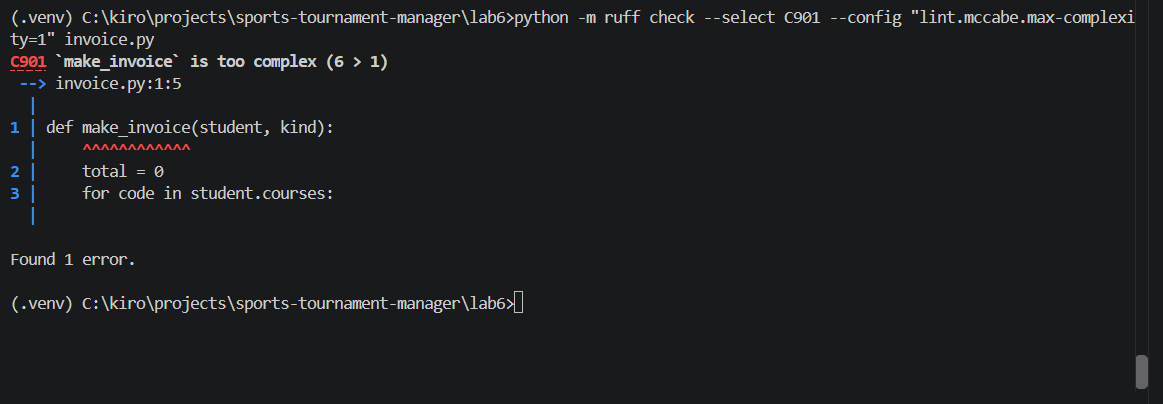 (.venv) C:\kiro\projects\sports-tournament-manager\lab6>python -m ruff check --select C901 --config "lint.mccabe.max-complexi
ty=1" invoice.py
C901 `make_invoice` is too complex (6 > 1)
 --> invoice.py:1:5
  |
1 | def make_invoice(student, kind):
  |     ^^^^^^^^^^^^
2 |     total = 0
3 |     for code in student.courses:
  |
Found 1 error.
(.venv) C:\kiro\projects\sports-tournament-manager\lab6>